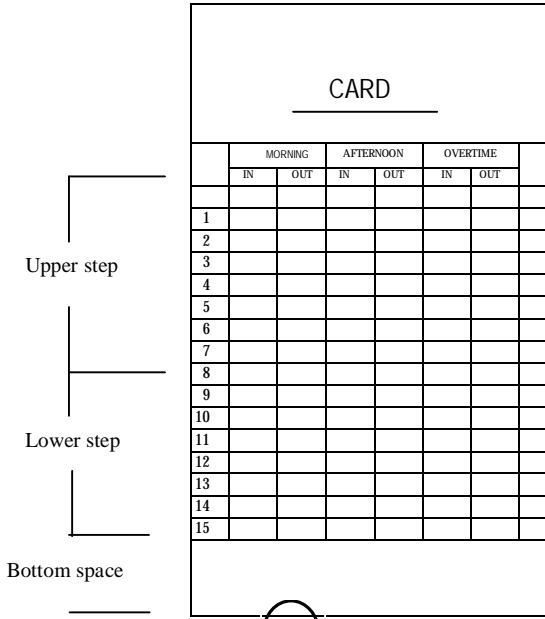 CARD
MORNING AFTERNOON OVERTIME
IN OUT IN OUT IN OUT
1
2
3
4
5
6
7
8
9
10
11
12
13
14
15
Upper step
Lower step
Bottom space